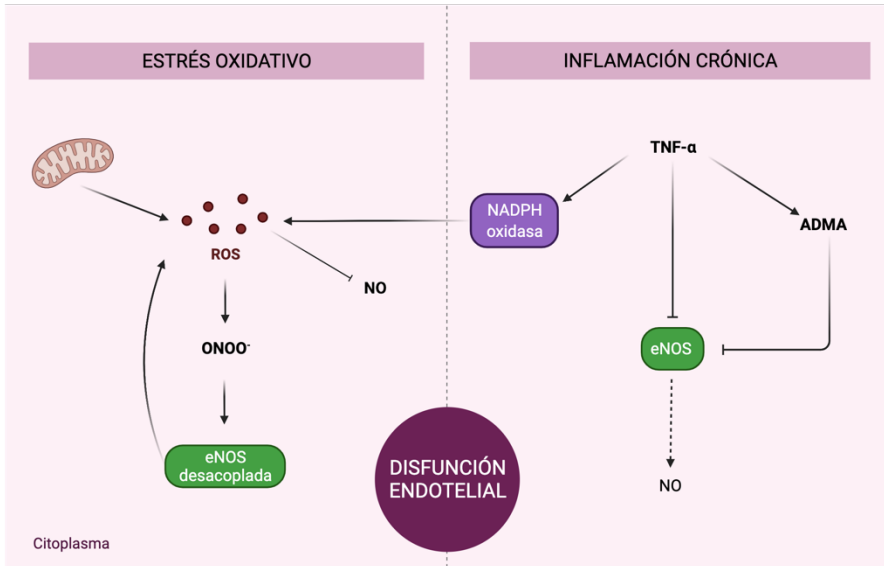 ESTRÉS OXIDATIVO
ROS
NO
ONOO⁻
eNOS
desacoplada
Citoplasma
DISFUNCIÓN
ENDOTELIAL
INFLAMACIÓN CRÓNICA
TNF-α
NADPH
oxidasa
ADMA
eNOS
NO